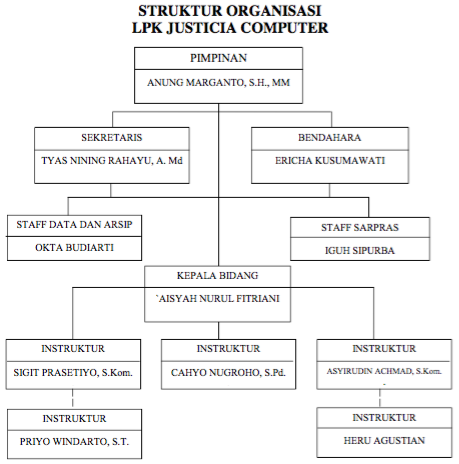 STRUKTUR ORGANISASI
LPK JUSTICIA COMPUTER
PIMPINAN
ANUNG MARGANTO, S.H., MM
SEKRETARIS
TYAS NINING RAHAYU, A. Md
BENDAHARA
ERICHA KUSUMAWATI
STAFF DATA DAN ARSIP
OKTA BUDIARTI
STAFF SARPRAS
IGUH SIPURBA
KEPALA BIDANG
`AISYAH NURUL FITRIANI
INSTRUKTUR
SIGIT PRASETIYO, S.Kom.
INSTRUKTUR
CAHYO NUGROHO, S.Pd.
INSTRUKTUR
ASYIRUDIN ACHMAD, S.Kom.
INSTRUKTUR
PRIYO WINDARTO, S.T.
INSTRUKTUR
HERU AGUSTIAN